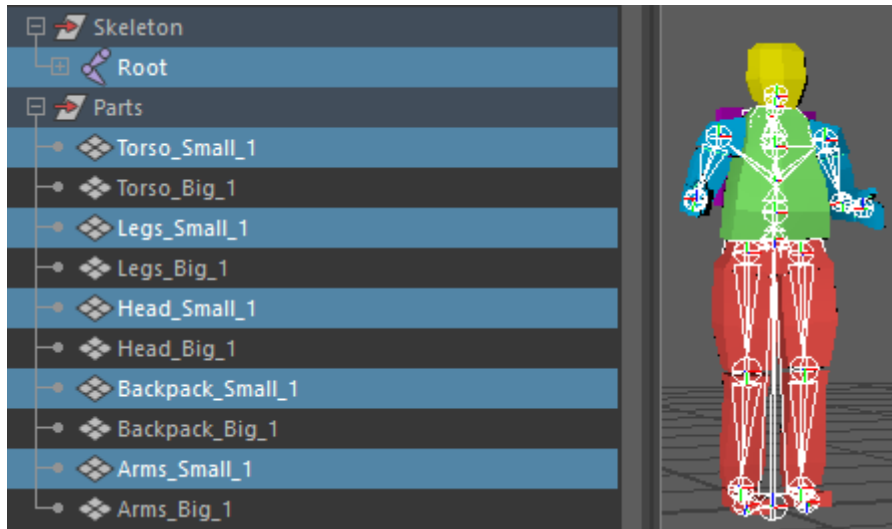 Skeleton
Root
Parts
Torso_Small_1
Torso_Big_1
Legs_Small_1
Legs_Big_1
Head_Small_1
Head_Big_1
Backpack_Small_1
Backpack_Big_1
Arms_Small_1
Arms_Big_1